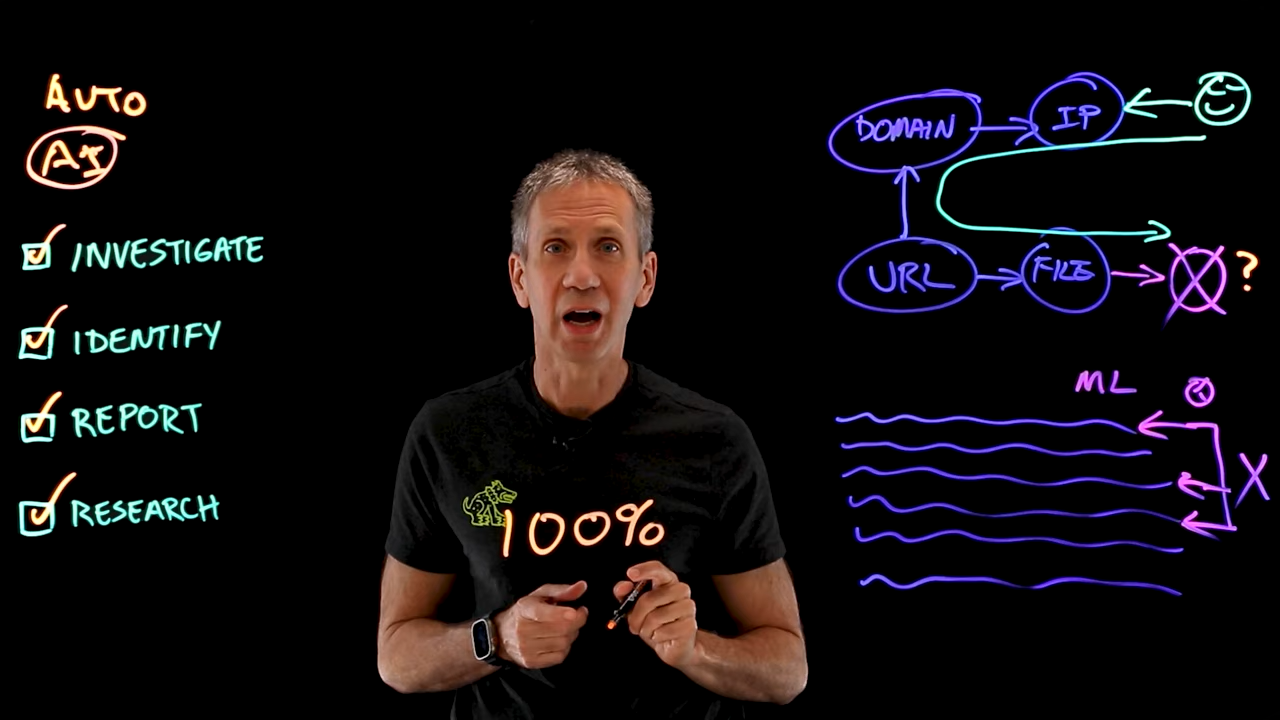 AUTO
AI
INVESTIGATE
IDENTIFY
REPORT
RESEARCH
100%
DOMAIN
IP
URL
FILE
X ?
ML
X